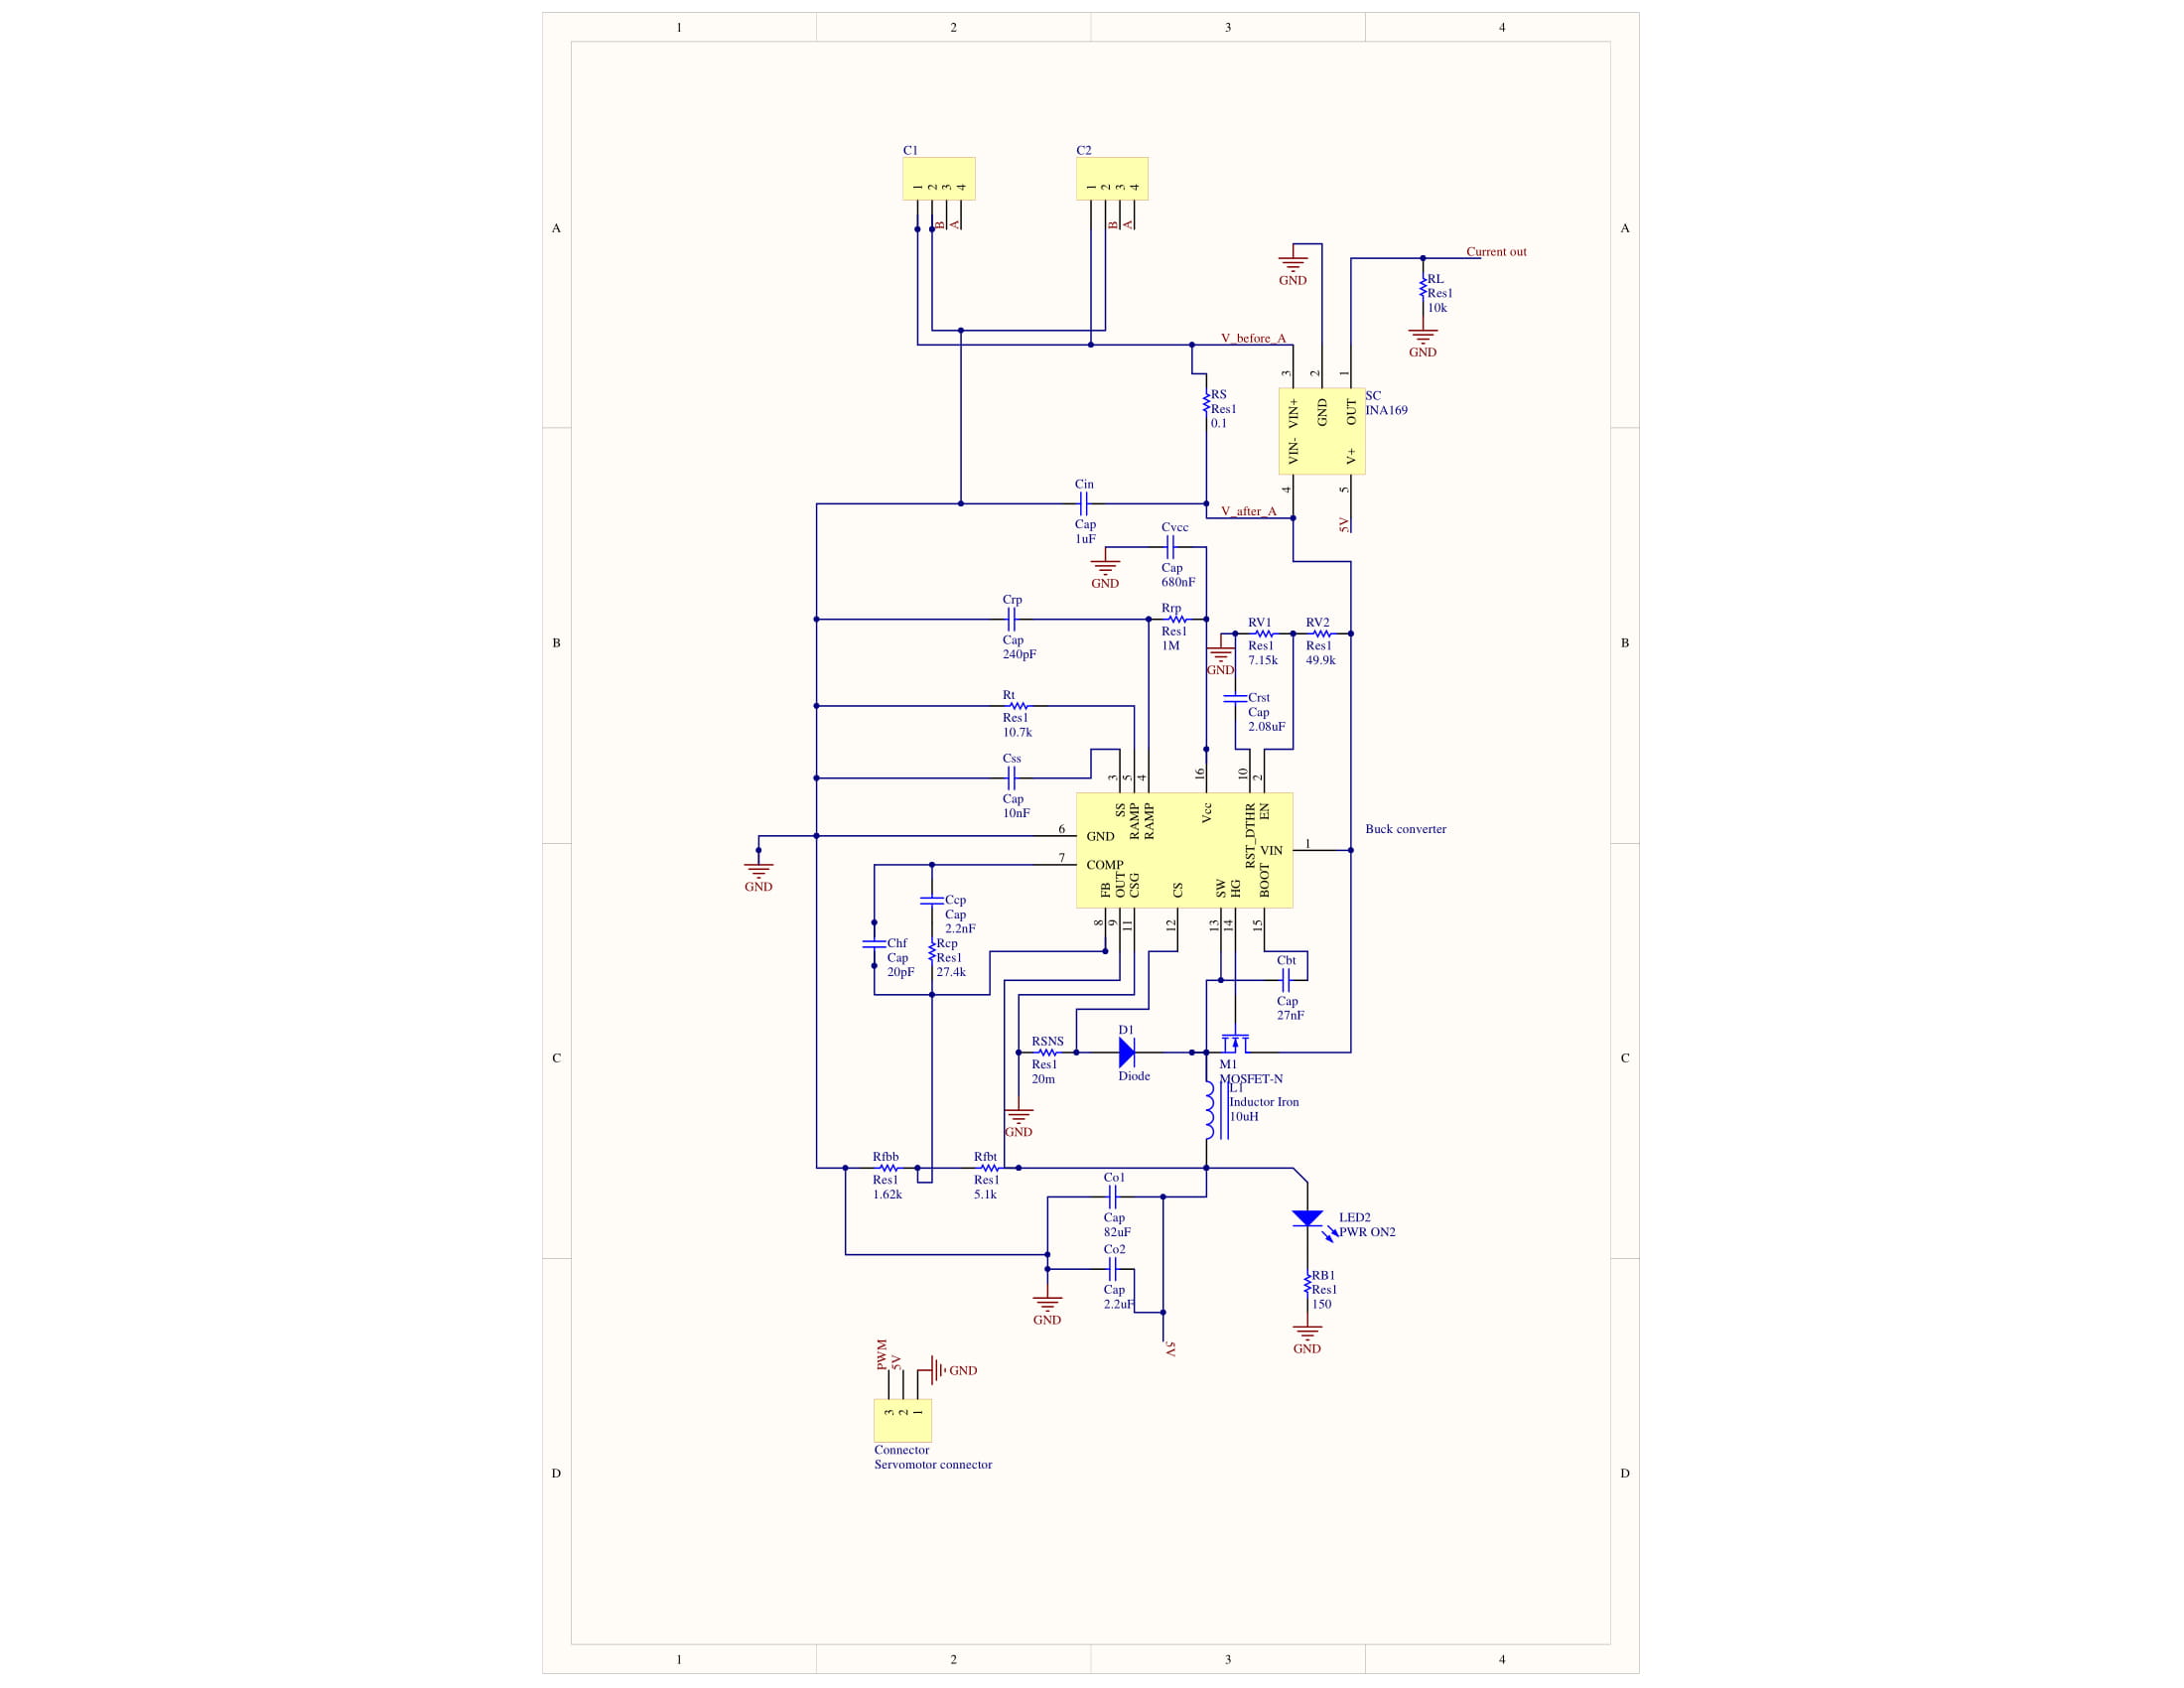 1 2 3 4
C1 C2
1 2 3 4 1 2 3 4
B A B A
A A
Current out
GND
RL
Res1
10k
GND
V_before_A
3 2 1
RS
Res1
0.1
SC
INA169
VIN+ GND OUT
VIN- V+
4 5
Cin
Cap
1uF
V_after_A
5V
Cvcc
Cap
680nF
GND
Crp
Cap
240pF
Rrp
Res1
1M
RV1
Res1
7.15k
RV2
Res1
49.9k
B B
GND
Rt
Res1
10.7k
Crst
Cap
2.08uF
Css
Cap
10nF
3 5 4 16 10 2
SS RAMP RAMP Vcc RST_DTHR EN
6 GND
Buck converter
VIN 1
7 COMP
GND
FB OUT CSG CS SW HG BOOT
8 9 11 12 13 14 15
Ccp
Cap
2.2nF
Chf
Cap
20pF
Rcp
Res1
27.4k
Cbt
Cap
27nF
RSNS
Res1
20m
D1
Diode
C C
M1
MOSFET-N
L1
Inductor Iron
10uH
GND
Rfbb
Res1
1.62k
Rfbt
Res1
5.1k
Co1
Cap
82uF
LED2
PWR ON2
Co2
Cap
2.2uF
RB1
Res1
150
GND
GND
5V
PWM
5V
GND
3 2 1
Connector
Servomotor connector
D D
1 2 3 4